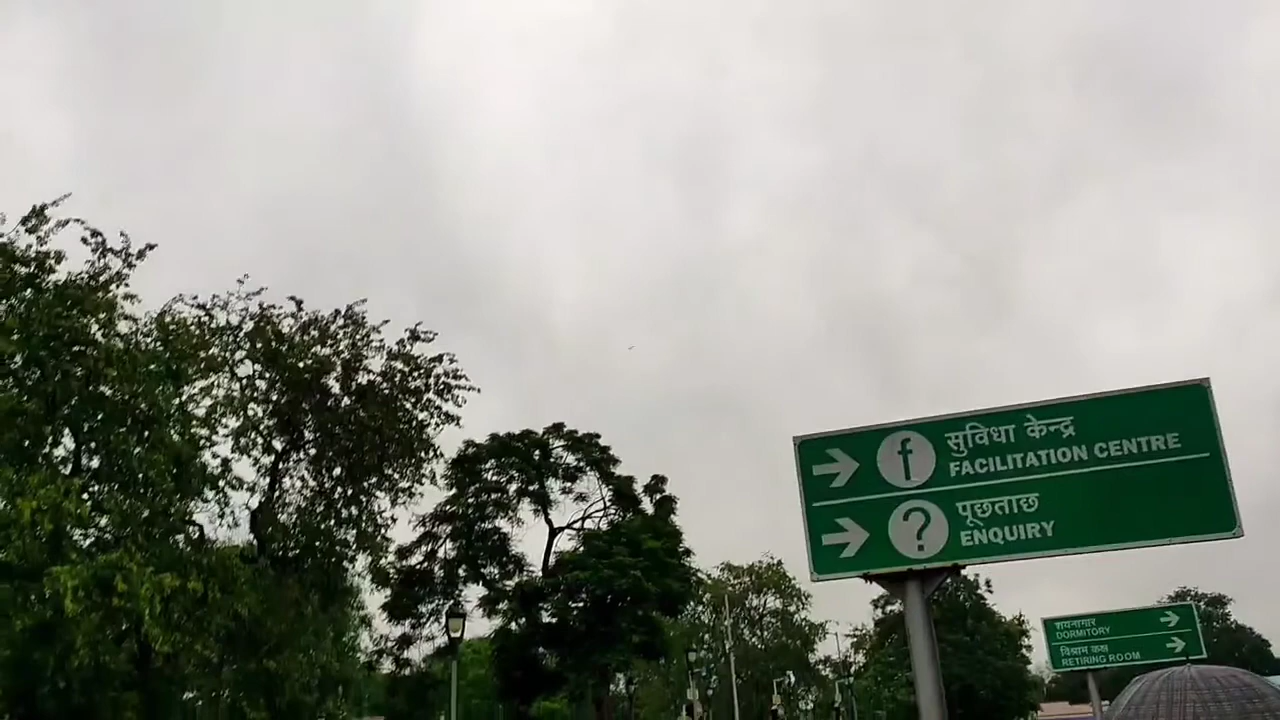 f सुविधा केन्द्र
FACILITATION CENTRE
? पूछताछ
ENQUIRY
शयनागार
DORMITORY
विश्राम कक्ष
RETIRING ROOM